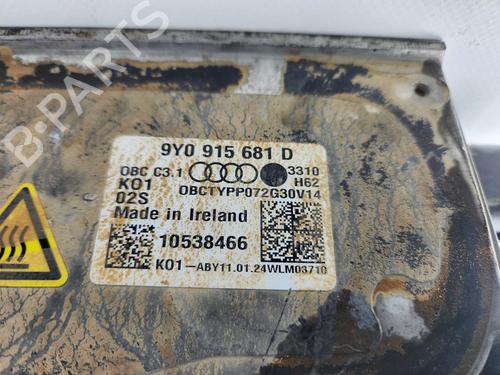 B-PARTS
9Y0 915 681 D
OBC C3.1 3310
K01 H62
02S OBCTYPP072G30V14
Made in Ireland
10538466
K01-ABY11.01.24WLM03710